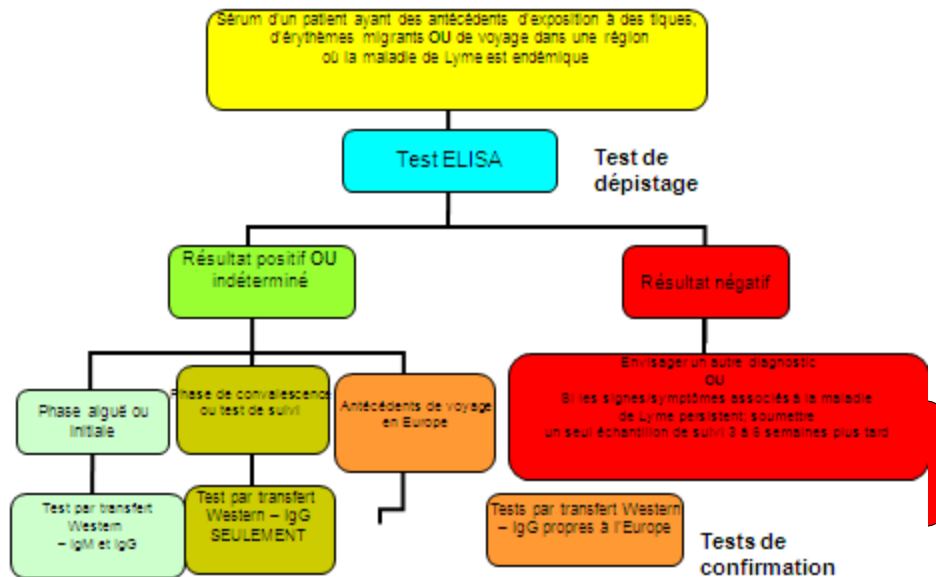 Sérum d'un patient ayant des antécédents d'exposition à des tiques,
d'érythèmes migrants OU de voyage dans une région
où la maladie de Lyme est endémique
Test ELISA
Test de
dépistage
Résultat positif OU
indéterminé
Résultat négatif
Phase aiguë ou
initiale
Phase de convalescence
ou test de suivi
Antécédents de voyage
en Europe
Envisager un autre diagnostic
OU
Si les signes/symptômes associés à la maladie
de Lyme persistent; soumettre
un seul échantillon de suivi 3 à 6 semaines plus tard
Test par transfert
Western
– IgM et IgG
Test par transfert
Western – IgG
SEULEMENT
Tests par transfert Western
– IgG propres à l'Europe
Tests de
confirmation